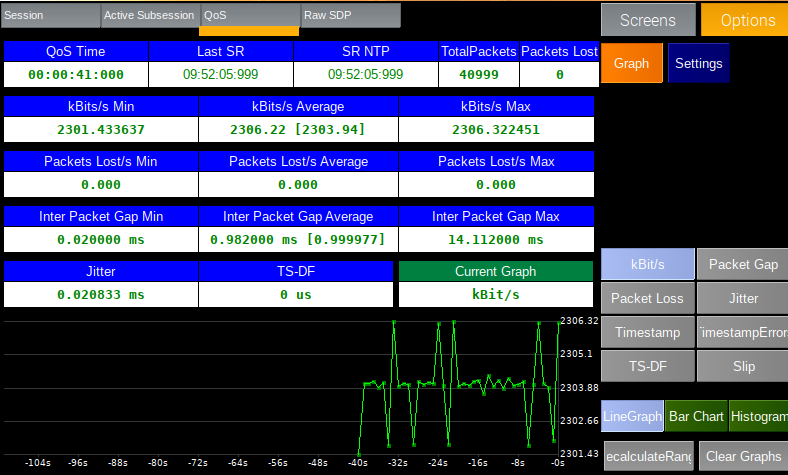 Session Active Subsession QoS Raw SDP Screens Options
QoS Time Last SR SR NTP TotalPackets Packets Lost
00:00:41:000 09:52:05:999 09:52:05:999 40999 0
Graph Settings
kBits/s Min kBits/s Average kBits/s Max
2301.433637 2306.22 [2303.94] 2306.322451
Packets Lost/s Min Packets Lost/s Average Packets Lost/s Max
0.000 0.000 0.000
Inter Packet Gap Min Inter Packet Gap Average Inter Packet Gap Max
0.020000 ms 0.982000 ms [0.999977] 14.112000 ms
Jitter TS-DF Current Graph
0.020833 ms 0 us kBit/s
kBit/s Packet Gap
Packet Loss Jitter
Timestamp TimestampErrors
TS-DF Slip
LineGraph Bar Chart Histogram
ecalculateRang Clear Graphs
2306.32
2305.1
2303.88
2302.66
2301.43
-104s -96s -88s -80s -72s -64s -56s -48s -40s -32s -24s -16s -8s -0s